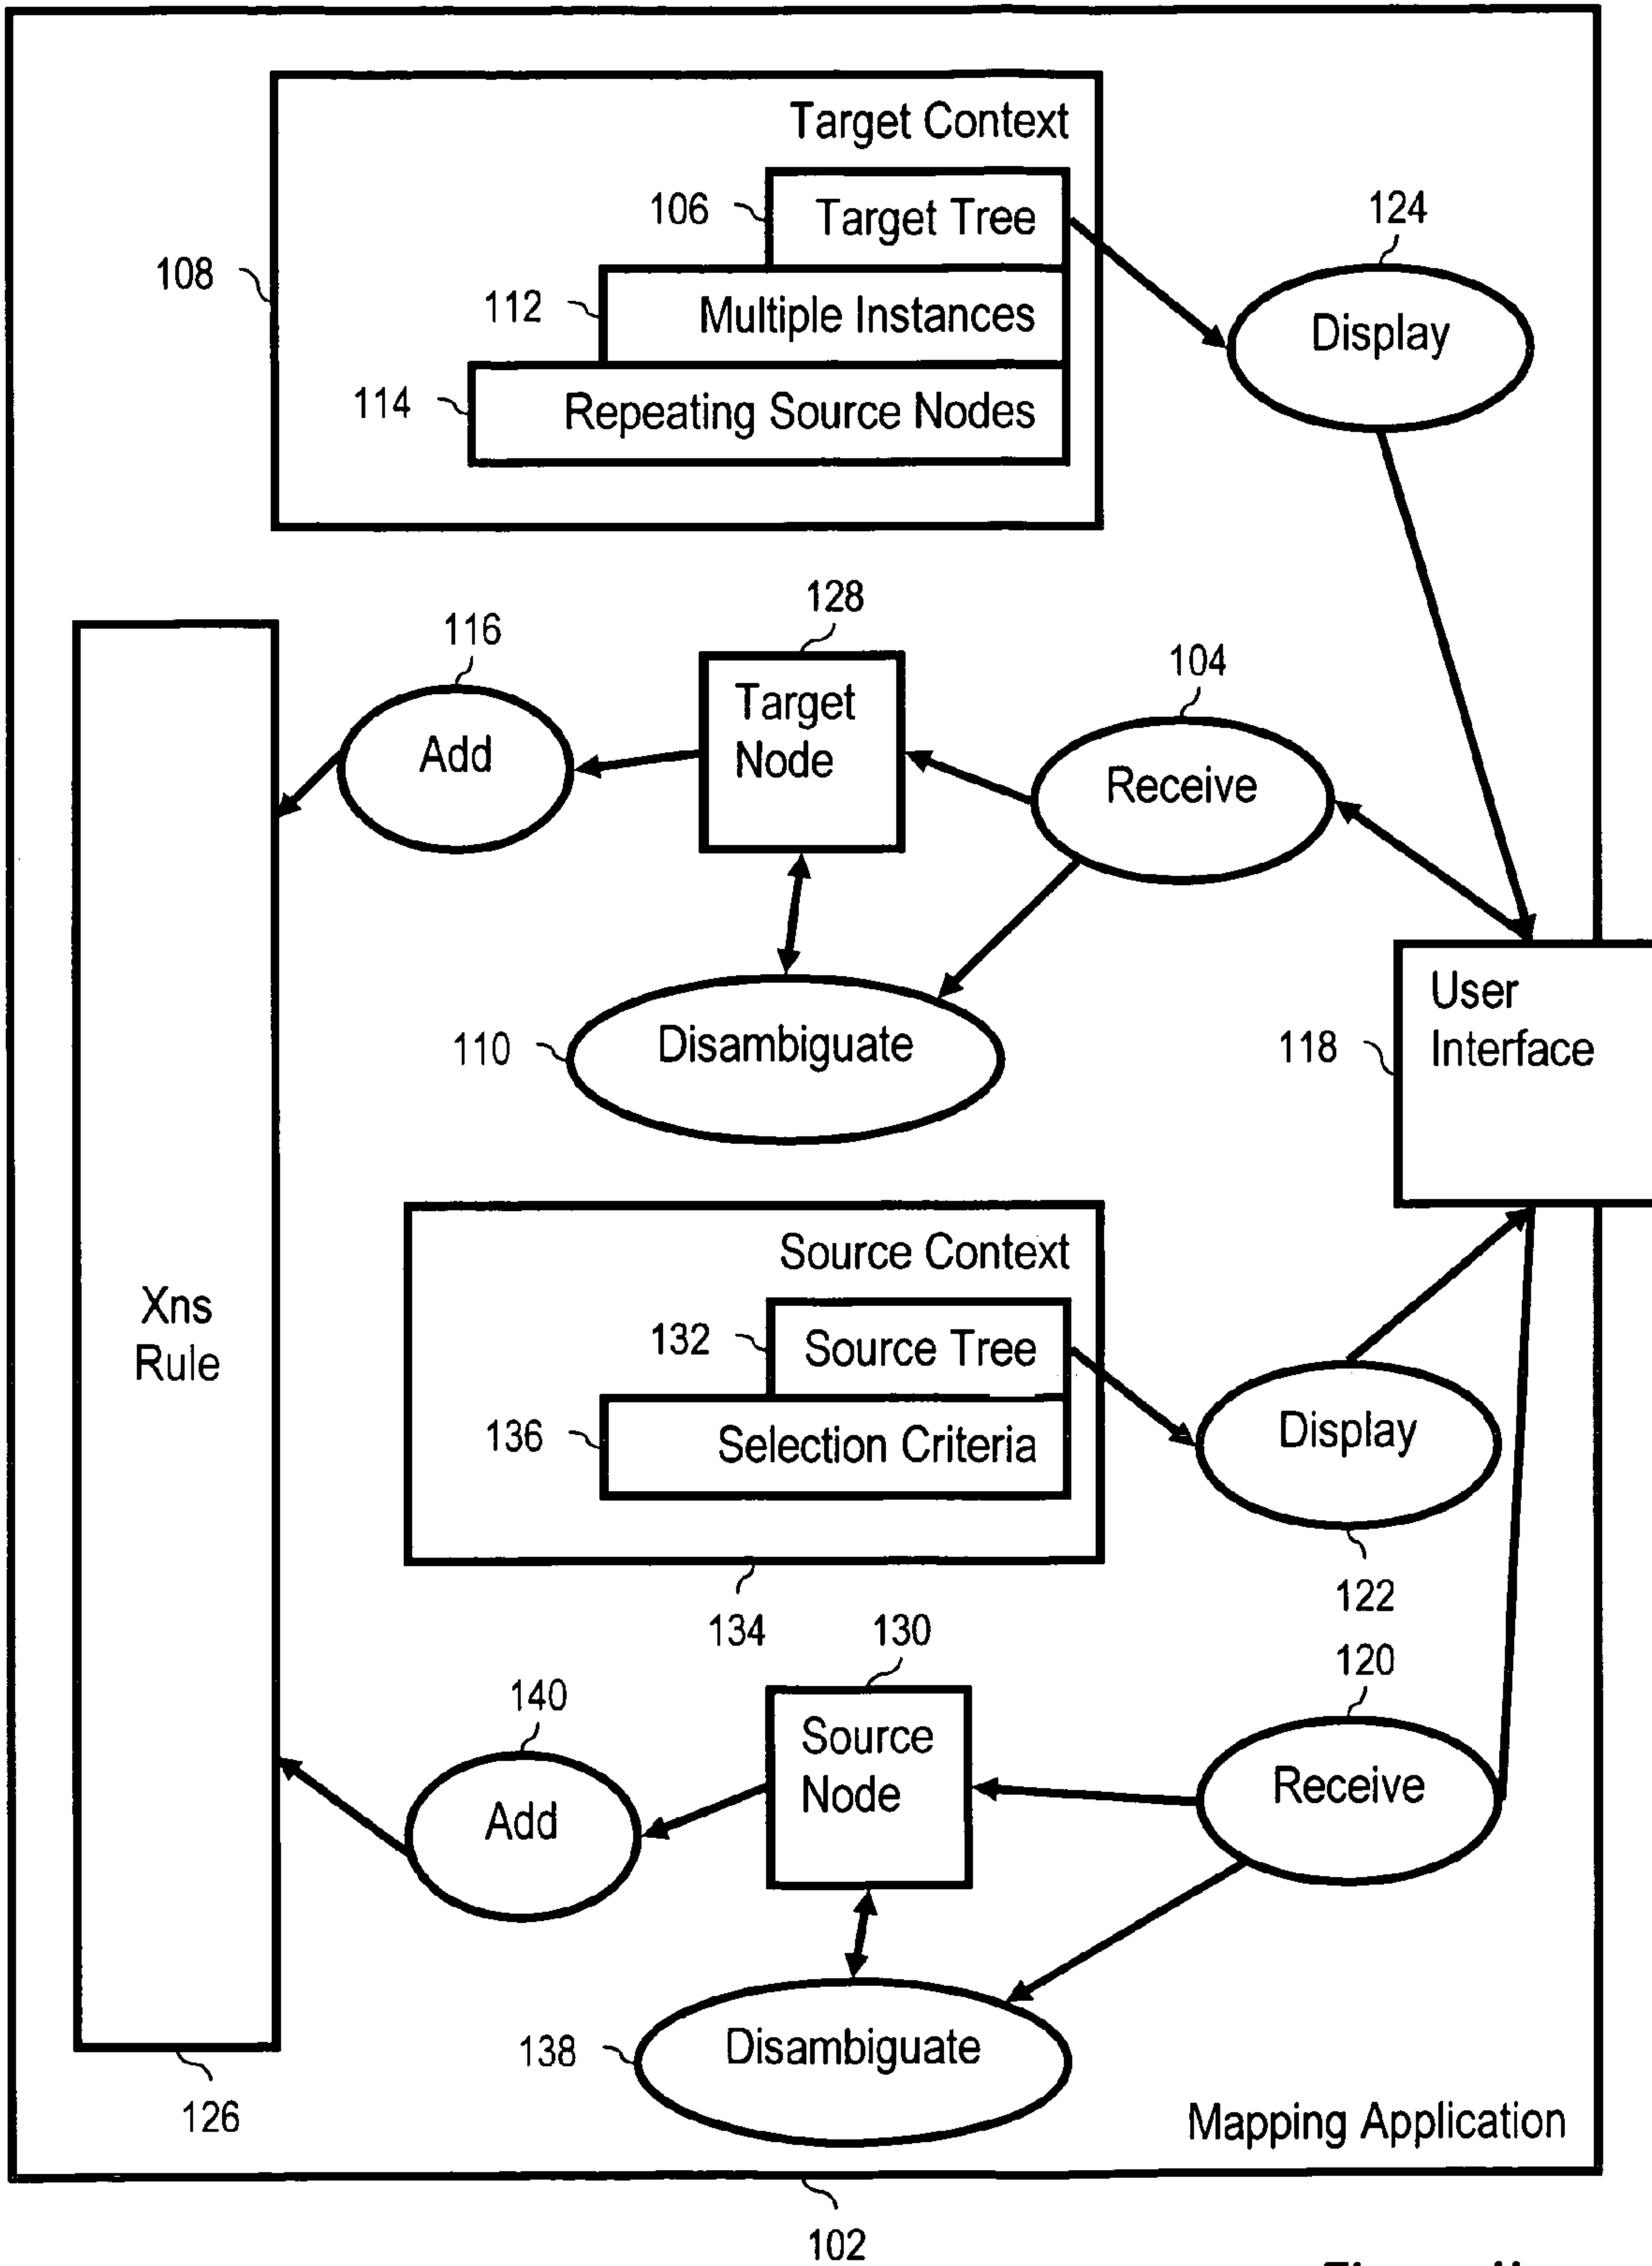 Target Context
106
Target Tree
124
108
112
Multiple Instances
Display
114
Repeating Source Nodes
128
116
104
Target
Node
Add
Receive
User
Interface
110
Disambiguate
118
Source Context
Xns
Rule
132
Source Tree
136
Selection Criteria
Display
122
134
130
120
140
Source
Node
Receive
Add
138
Disambiguate
126
Mapping Application
102